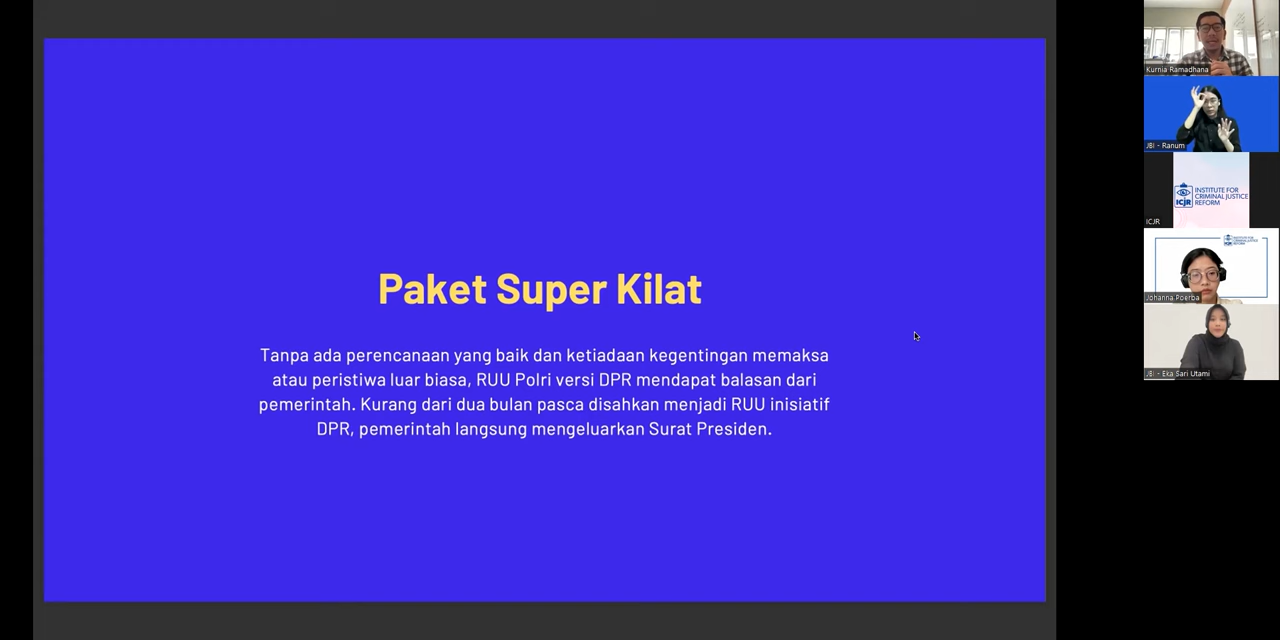 Paket Super Kilat
Tanpa ada perencanaan yang baik dan ketiadaan kegentingan memaksa
atau peristiwa luar biasa, RUU Polri versi DPR mendapat balasan dari
pemerintah. Kurang dari dua bulan pasca disahkan menjadi RUU inisiatif
DPR, pemerintah langsung mengeluarkan Surat Presiden.
Kurnia Ramadhana
JBI - Ranum
ICJR
INSTITUTE FOR
CRIMINAL JUSTICE
REFORM
ICJR
Johanna Poerba
JBI - Eka Sari Utami